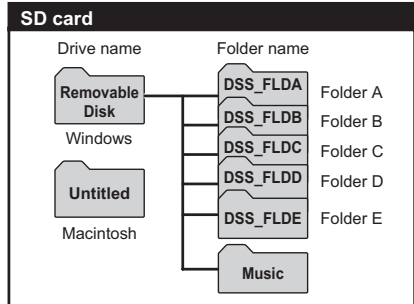 SD card
Drive name Folder name
Removable
Disk
Windows
Untitled
Macintosh
DSS_FLDA Folder A
DSS_FLDB Folder B
DSS_FLDC Folder C
DSS_FLDD Folder D
DSS_FLDE Folder E
Music